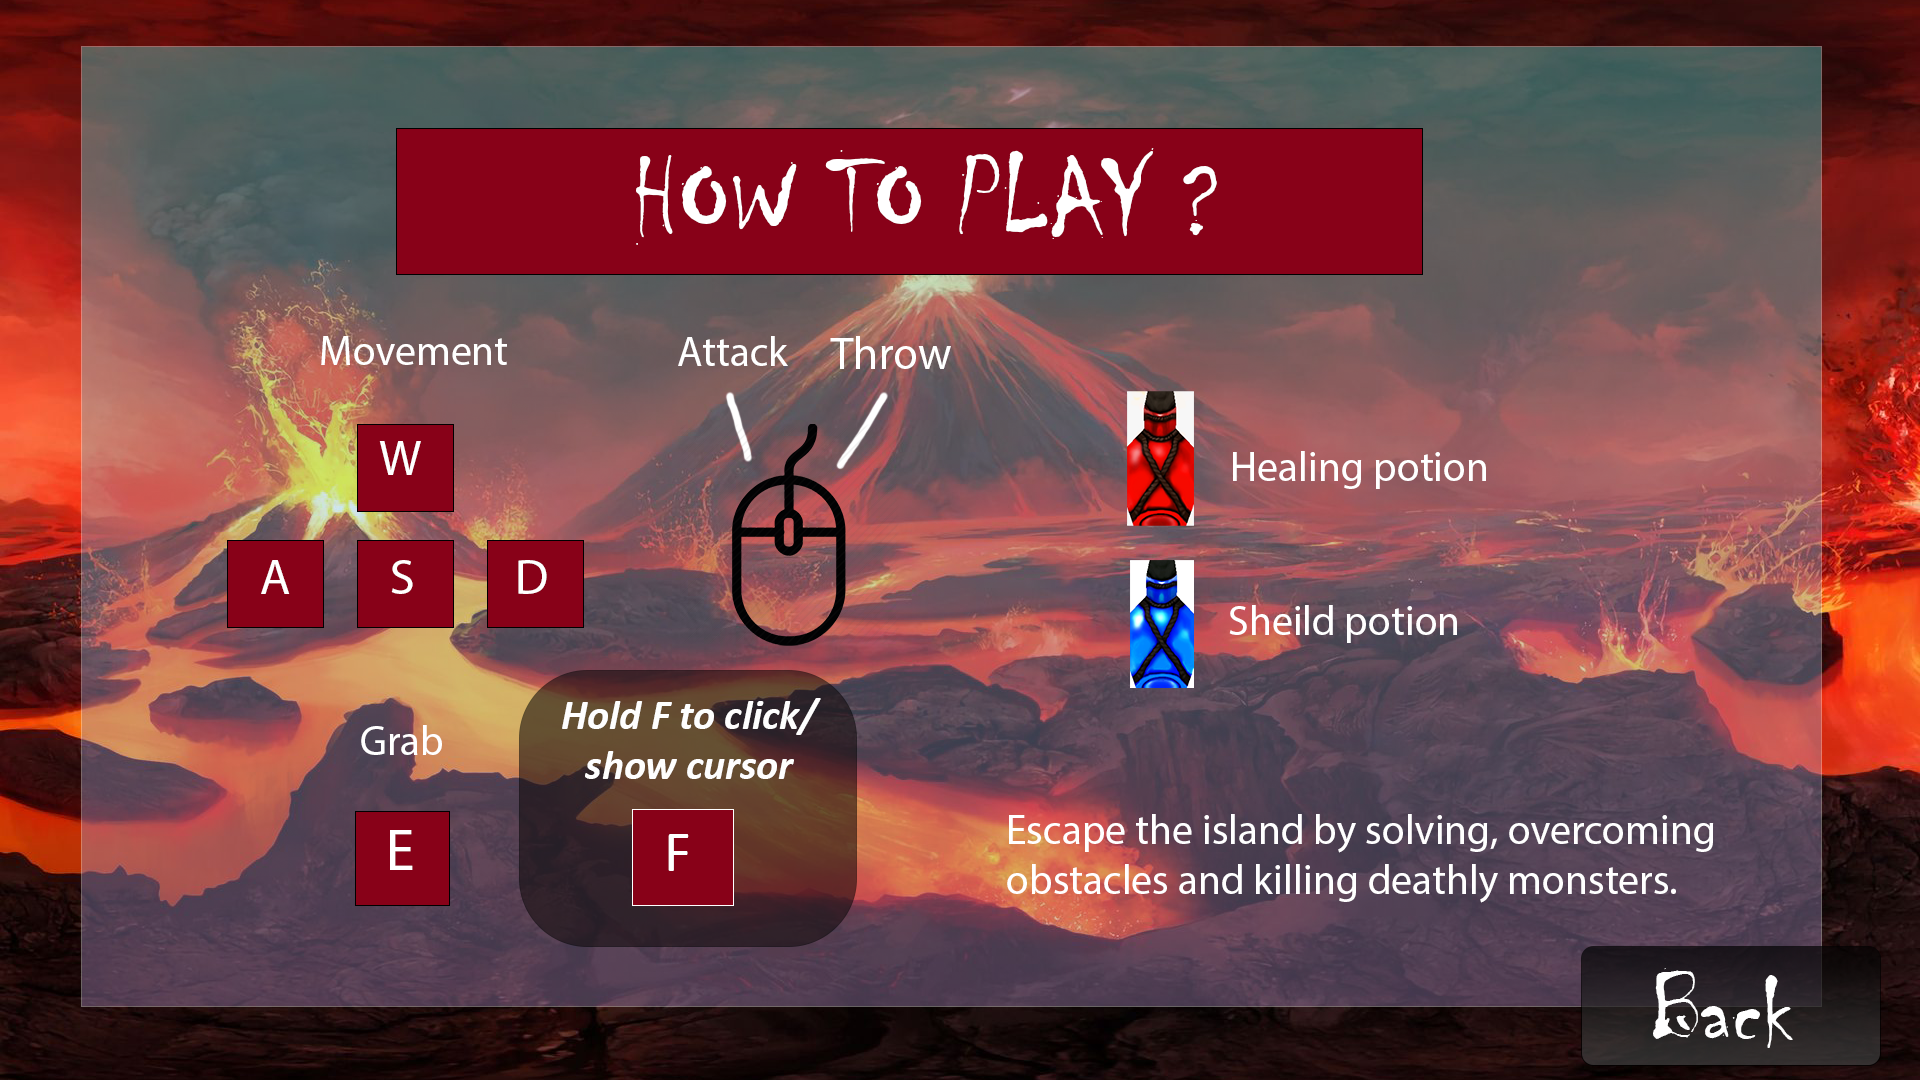 How To PLAY ?
Movement
Attack
Throw
W
A
S
D
Healing potion
Sheild potion
Grab
E
Hold F to click/
show cursor
F
Escape the island by solving, overcoming
obstacles and killing deathly monsters.
Back